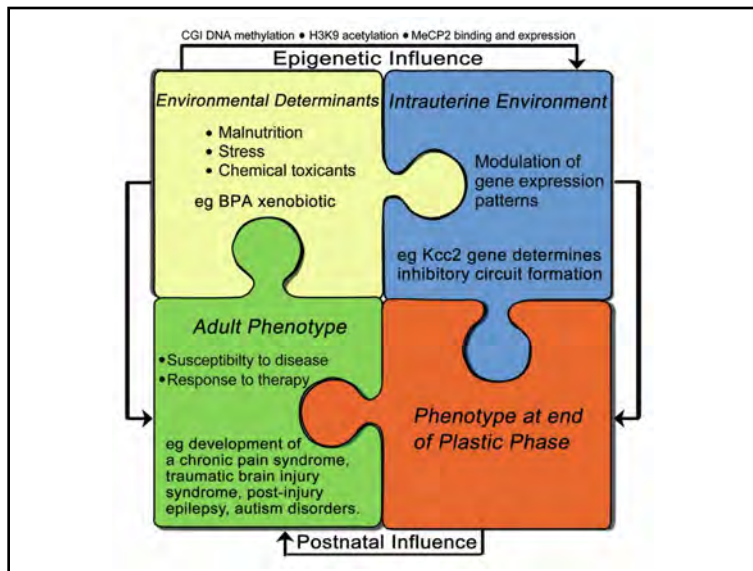 CGI DNA methylation ● H3K9 acetylation ● MeCP2 binding and expression
Epigenetic Influence
Environmental Determinants
• Malnutrition
• Stress
• Chemical toxicants
eg BPA xenobiotic
Intrauterine Environment
Modulation of
gene expression
patterns
eg Kcc2 gene determines
inhibitory circuit formation
Adult Phenotype
•Susceptibilty to disease
•Response to therapy
eg development of
a chronic pain syndrome,
traumatic brain injury
syndrome, post-injury
epilepsy, autism disorders.
Phenotype at end
of Plastic Phase
Postnatal Influence